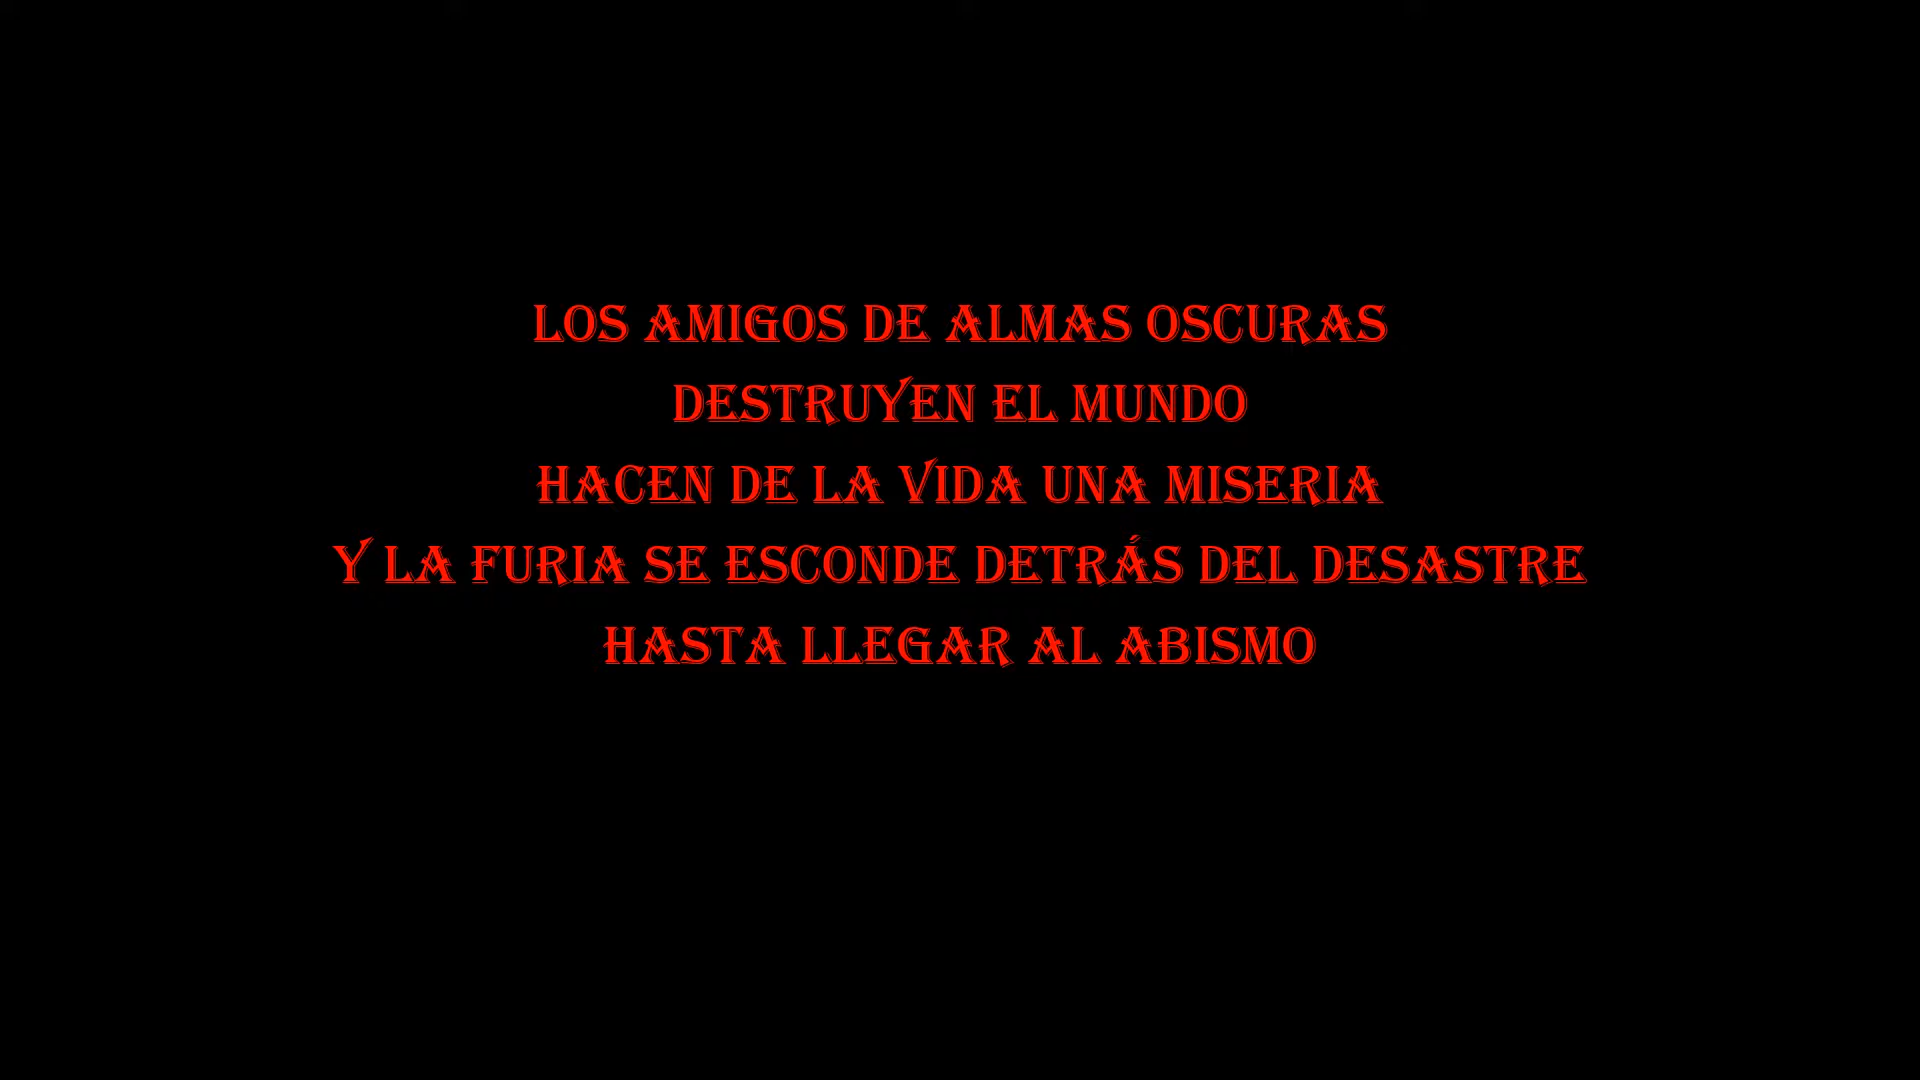 LOS AMIGOS DE ALMAS OSCURAS
DESTRUYEN EL MUNDO
HACEN DE LA VIDA UNA MISERIA
Y LA FURIA SE ESCONDE DETRÁS DEL DESASTRE
HASTA LLEGAR AL ABISMO